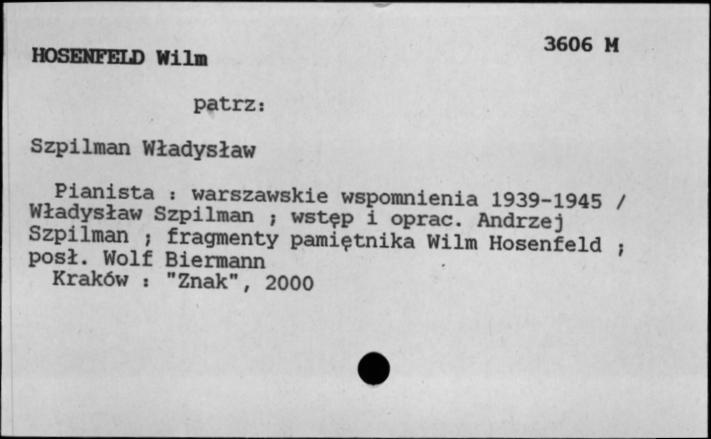 3606 M
HOSENFELD Wilm
patrz:
Szpilman Władysław
Pianista : warszawskie wspomnienia 1939-1945 /
Władysław Szpilman ; wstęp i oprac. Andrzej
Szpilman ; fragmenty pamiętnika Wilm Hosenfeld ;
posł. Wolf Biermann
Kraków : "Znak", 2000